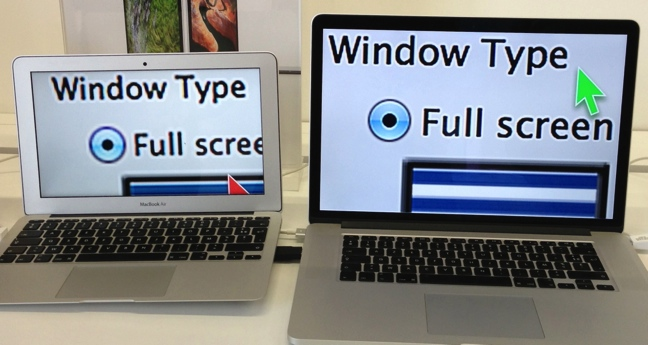 Window Type
Full scree
MacBook Air
Window Type
Full screen